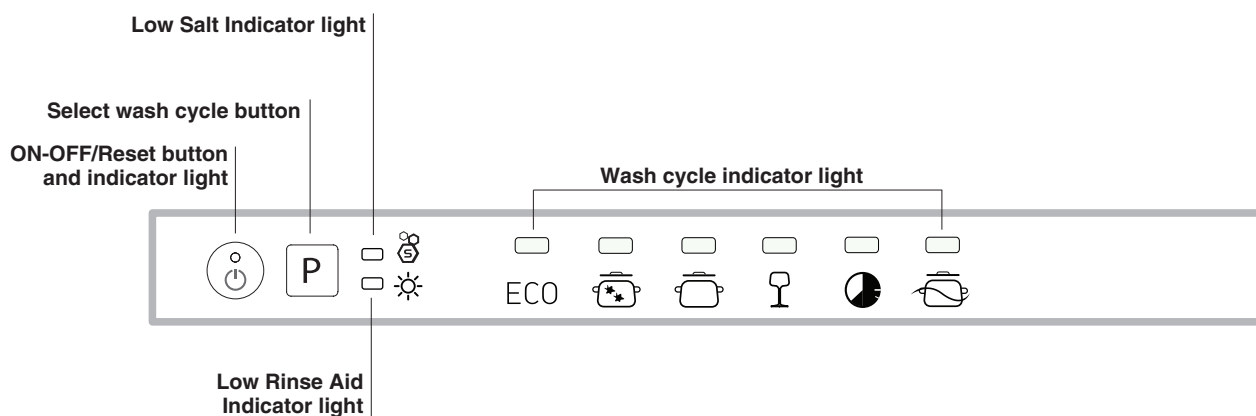 Low Salt Indicator light
Select wash cycle button
ON-OFF/Reset button
and indicator light
Wash cycle indicator light
P
S
ECO
Low Rinse Aid
Indicator light